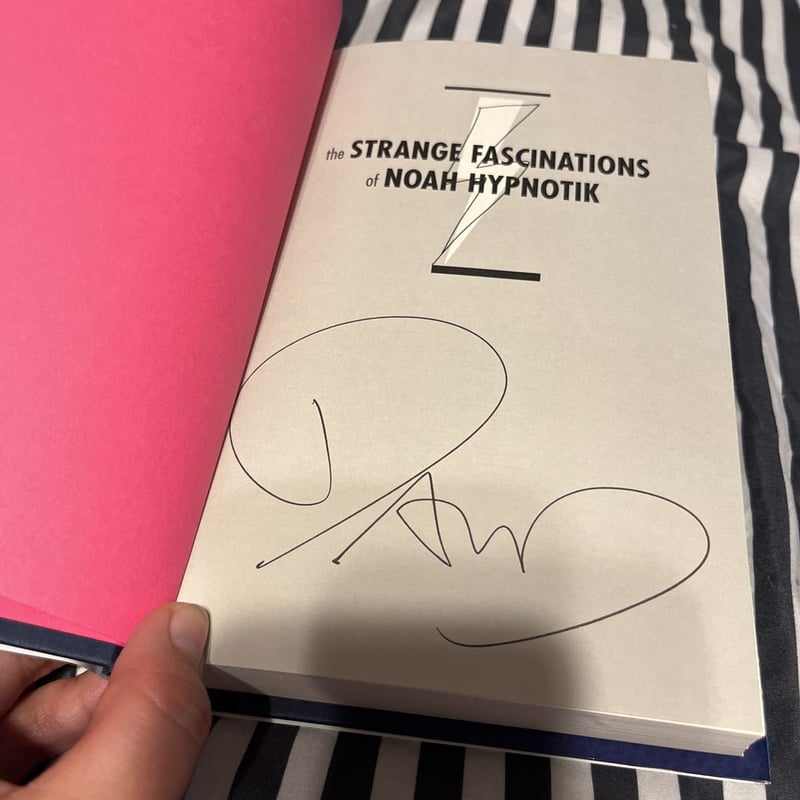 the STRANGE FASCINATIONS
of NOAH HYPNOTIK